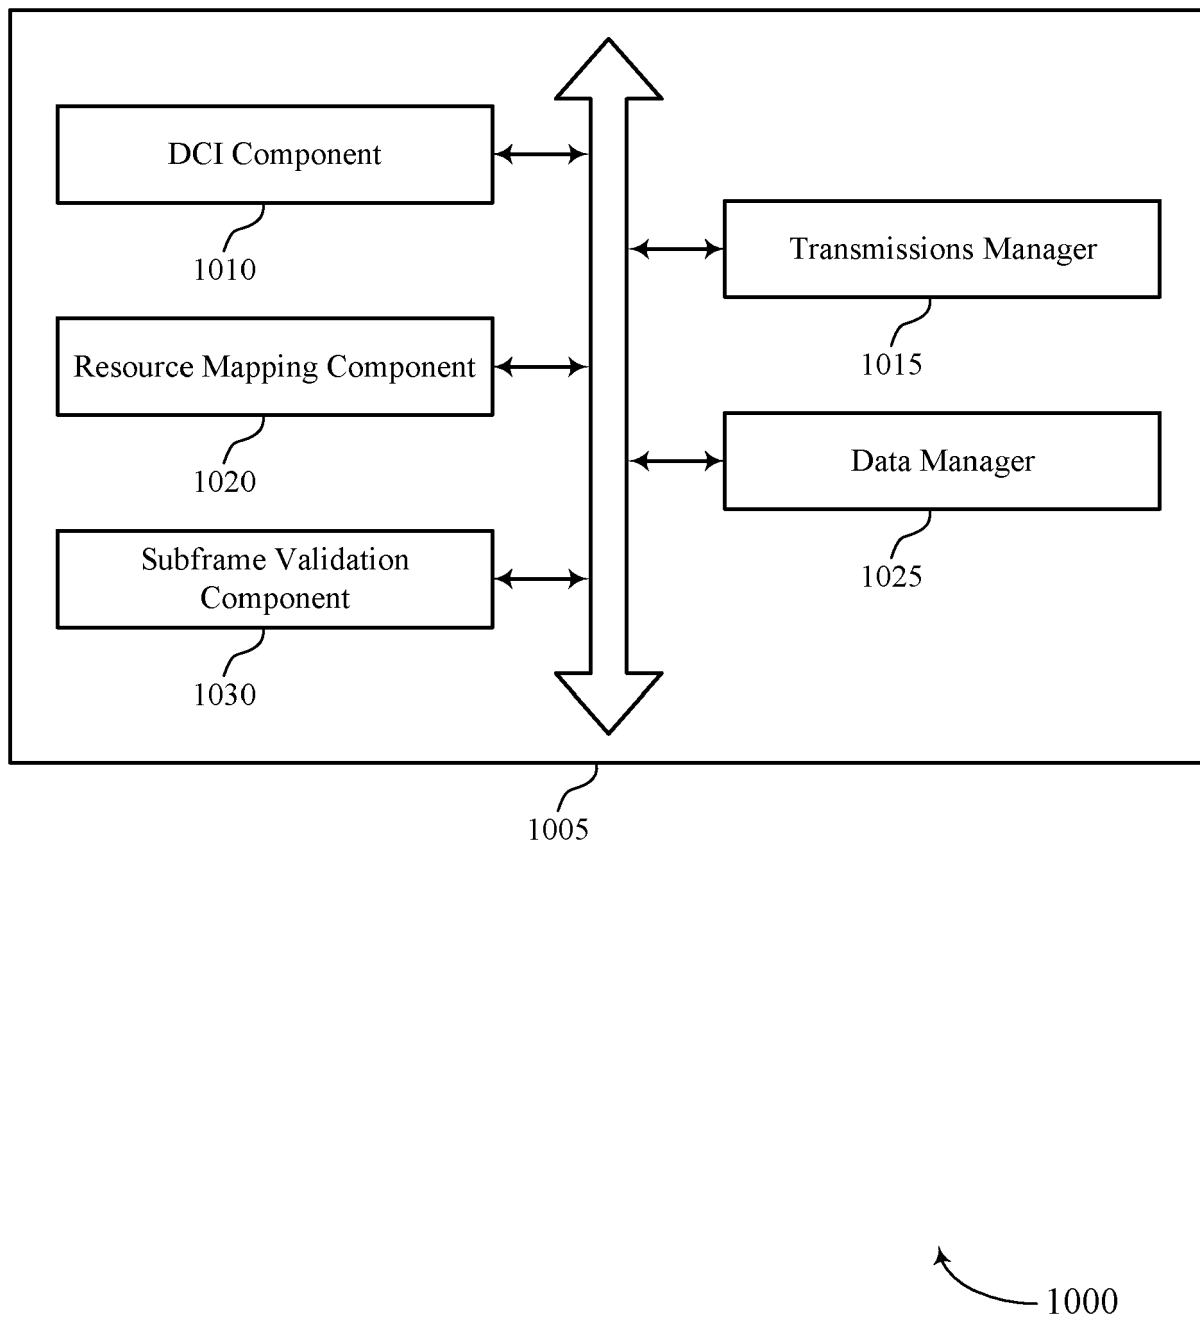 DCI Component
1010
Transmissions Manager
1015
Resource Mapping Component
1020
Data Manager
1025
Subframe Validation
Component
1030
1005
1000